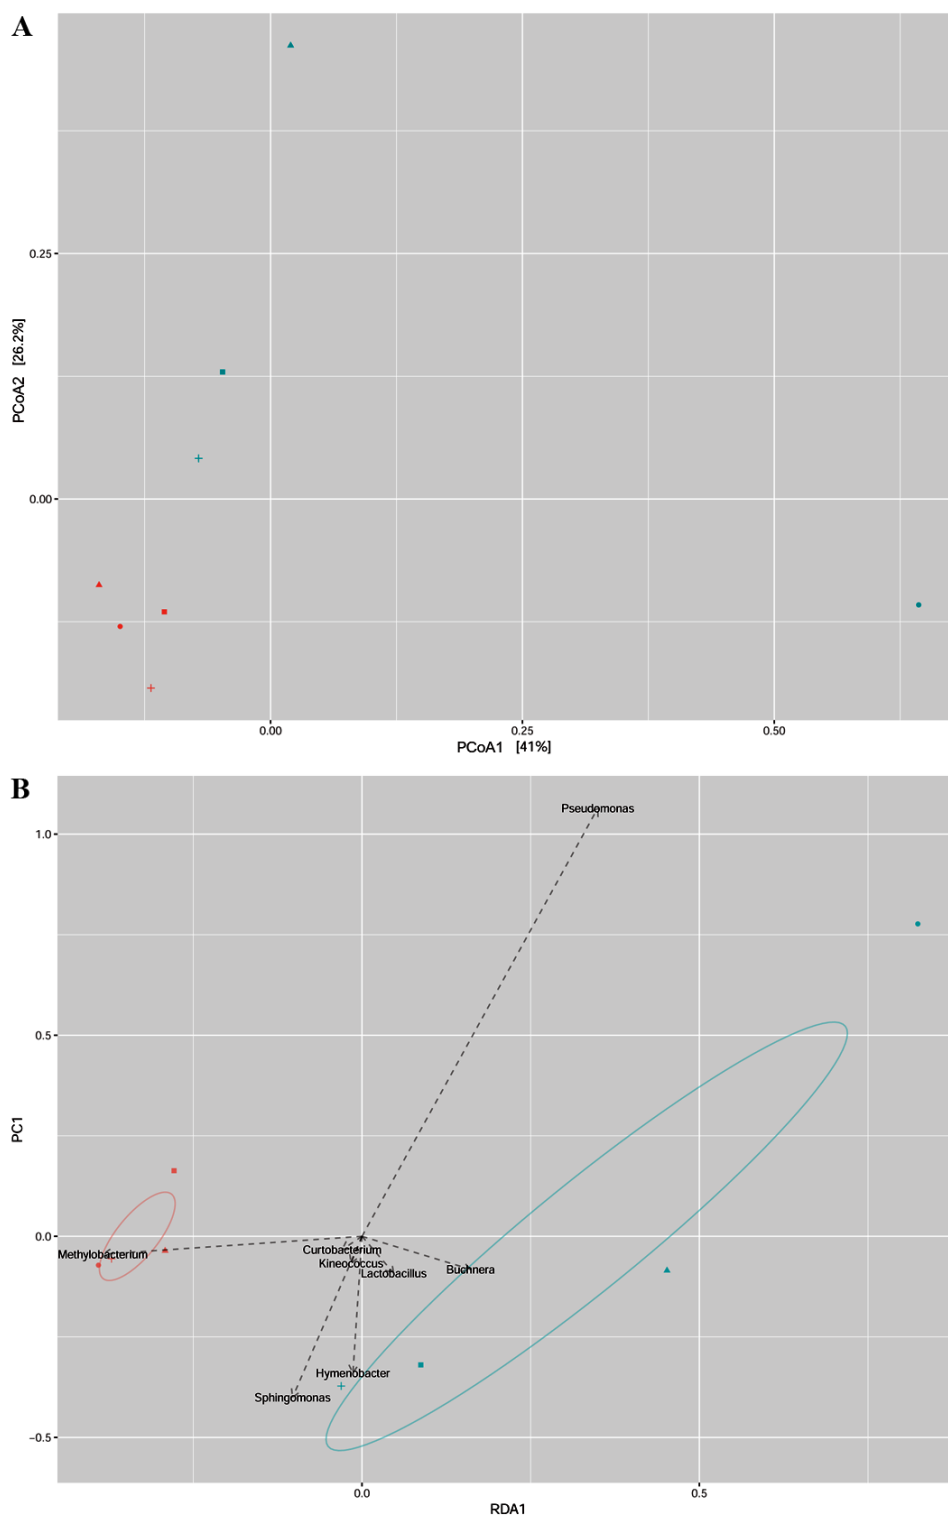 A
0.25
0.00
PCoA2 [26.2%]
0.00
0.25
0.50
PCoA1 [41%]
B
1.0
0.5
0.0
−0.5
PC1
Pseudomonas
Methylobacterium
Curtobacterium
Kineococcus
Lactobacillus
Buchnera
Hymenobacter
Sphingomonas
0.0
0.5
RDA1